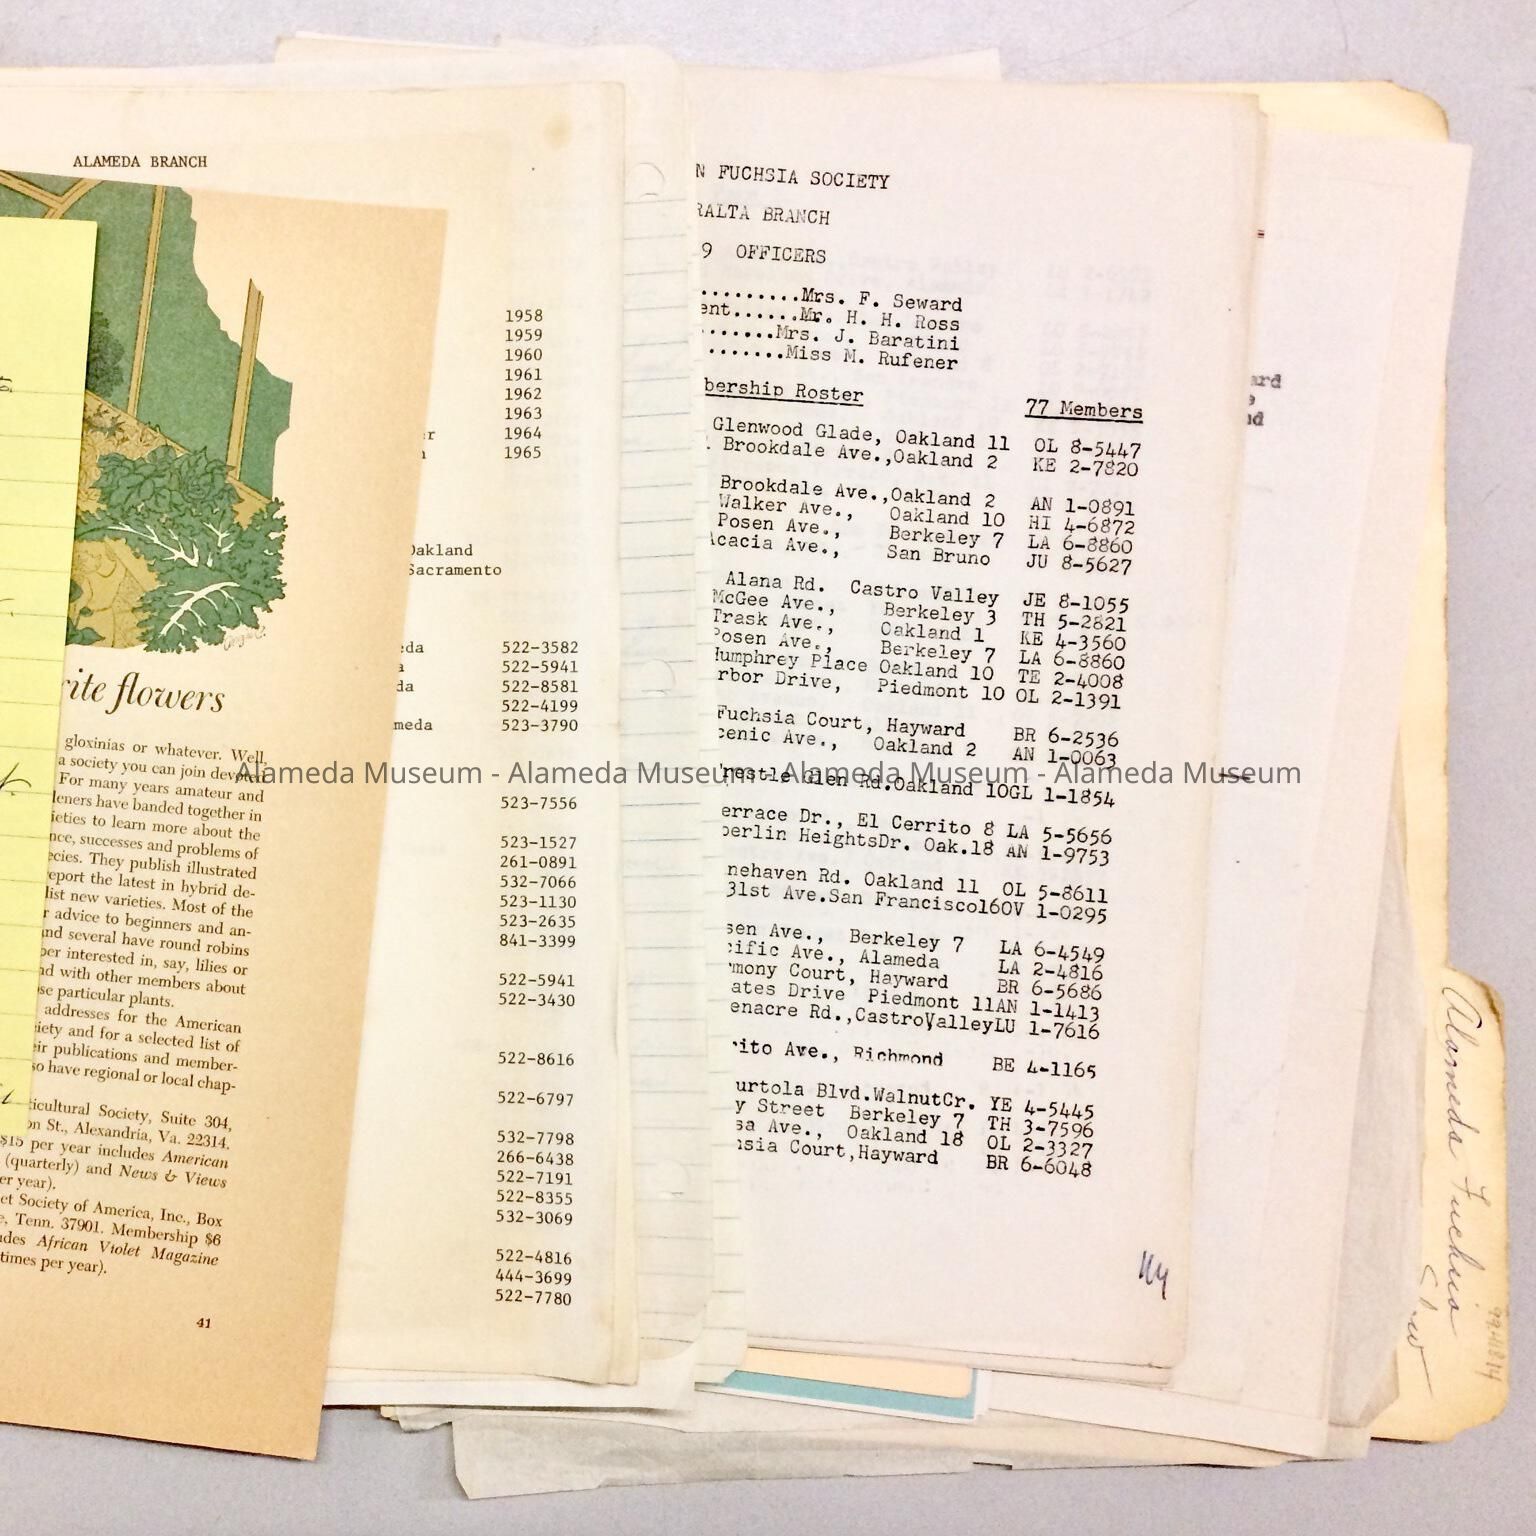 ALAMEDA BRANCH
1958
1959
1960
1961
1962
1963
1964
1965
Oakland
Sacramento
eda 522-3582
a 522-5941
da 522-8581
522-4199
meda 523-3790
523-7556
523-1527
261-0891
532-7066
523-1130
523-2635
841-3399
522-5941
522-3430
522-8616
522-6797
532-7798
266-6438
522-7191
522-8355
532-3069
522-4816
444-3699
522-7780
rite flowers
gloxinias or whatever. Well,
a society you can join devoted
For many years amateur and
deners have banded together in
ieties to learn more about the
nce, successes and problems of
ecies. They publish illustrated
eport the latest in hybrid de-
list new varieties. Most of the
r advice to beginners and an-
and several have round robins
per interested in, say, lilies or
nd with other members about
se particular plants.
addresses for the American
iety and for a selected list of
eir publications and member-
so have regional or local chap-
ticultural Society, Suite 304,
on St., Alexandria, Va. 22314.
$15 per year includes American
(quarterly) and News & Views
er year).
et Society of America, Inc., Box
e, Tenn. 37901. Membership $6
udes African Violet Magazine
times per year).
41
N FUCHSIA SOCIETY
RALTA BRANCH
9 OFFICERS
.........Mrs. F. Seward
ent......Mr. H. H. Ross
.......Mrs. J. Baratini
.......Miss M. Rufener
bership Roster 77 Members
Glenwood Glade, Oakland 11 OL 8-5447
. Brookdale Ave.,Oakland 2 KE 2-7820
Brookdale Ave.,Oakland 2 AN 1-0891
Walker Ave., Oakland 10 HI 4-6872
Posen Ave., Berkeley 7 LA 6-8860
Acacia Ave., San Bruno JU 8-5627
Alana Rd. Castro Valley JE 8-1055
McGee Ave., Berkeley 3 TH 5-2821
Trask Ave., Oakland 1 KE 4-3560
Posen Ave., Berkeley 7 LA 6-8860
Humphrey Place Oakland 10 TE 2-4008
rbor Drive, Piedmont 10 OL 2-1391
Fuchsia Court, Hayward BR 6-2536
cenic Ave., Oakland 2 AN 1-0063
restle Glen Rd.Oakland 10GL 1-1854
errace Dr., El Cerrito 8 LA 5-5656
berlin HeightsDr. Oak.18 AN 1-9753
nehaven Rd. Oakland 11 OL 5-8611
31st Ave.San Francisco16OV 1-0295
sen Ave., Berkeley 7 LA 6-4549
cific Ave., Alameda LA 2-4816
mony Court, Hayward BR 6-5686
ates Drive Piedmont 11AN 1-1413
enacre Rd.,CastroValleyLU 1-7616
rito Ave., Richmond BE 4-1165
urtola Blvd.WalnutCr. YE 4-5445
y Street Berkeley 7 TH 3-7596
sa Ave., Oakland 18 OL 2-3327
sia Court,Hayward BR 6-6048
Alameda Fuchsia
Alameda Museum - Alameda Museum - Alameda Museum - Alameda Museum